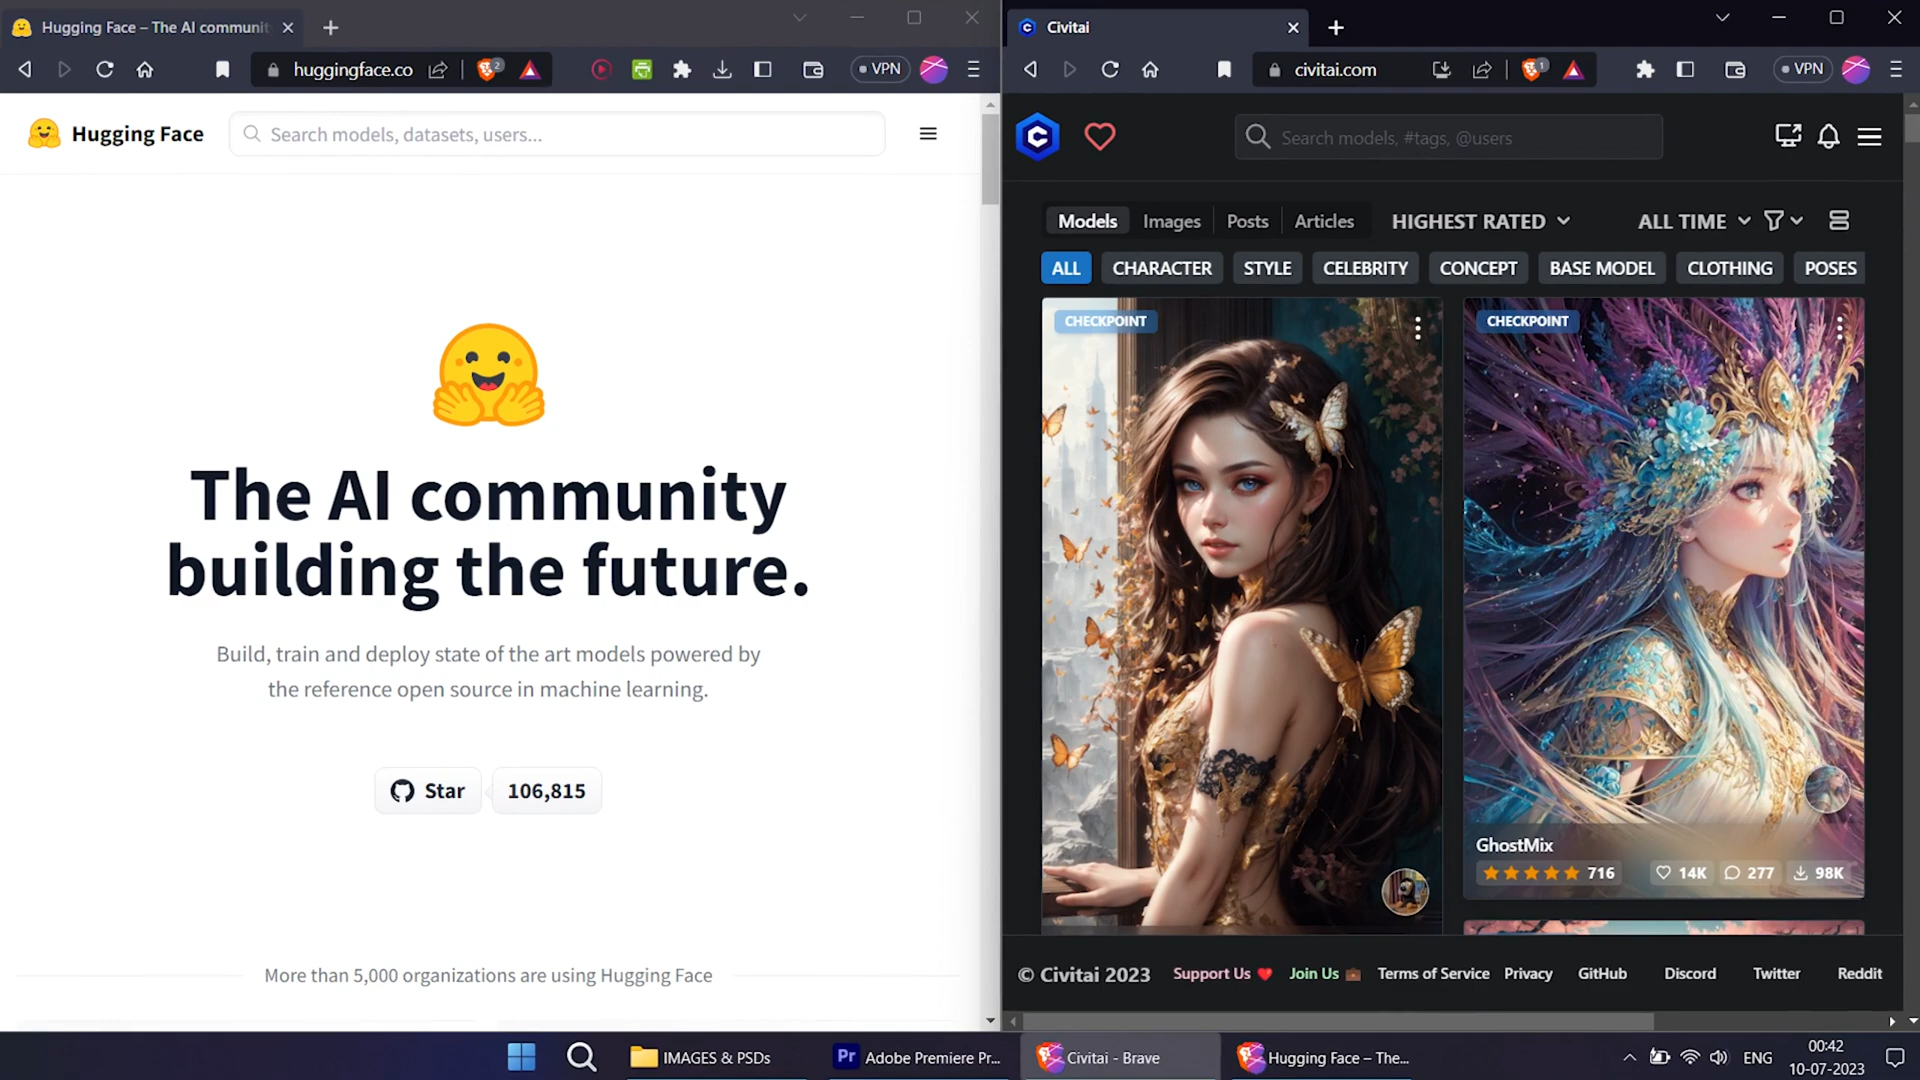 Hugging Face – The AI communit
huggingface.co
2
VPN
Hugging Face
Search models, datasets, users...
The AI community
building the future.
Build, train and deploy state of the art models powered by
the reference open source in machine learning.
Star
106,815
More than 5,000 organizations are using Hugging Face
Civitai
civitai.com
1
VPN
C
Search models, #tags, @users
Models Images Posts Articles HIGHEST RATED ALL TIME
ALL CHARACTER STYLE CELEBRITY CONCEPT BASE MODEL CLOTHING POSES
CHECKPOINT
CHECKPOINT
GhostMix
716 14K 277 98K
© Civitai 2023 Support Us Join Us Terms of Service Privacy GitHub Discord Twitter Reddit
IMAGES & PSDs
Pr Adobe Premiere Pr...
Civitai - Brave
Hugging Face – The...
ENG
00:42
10-07-2023